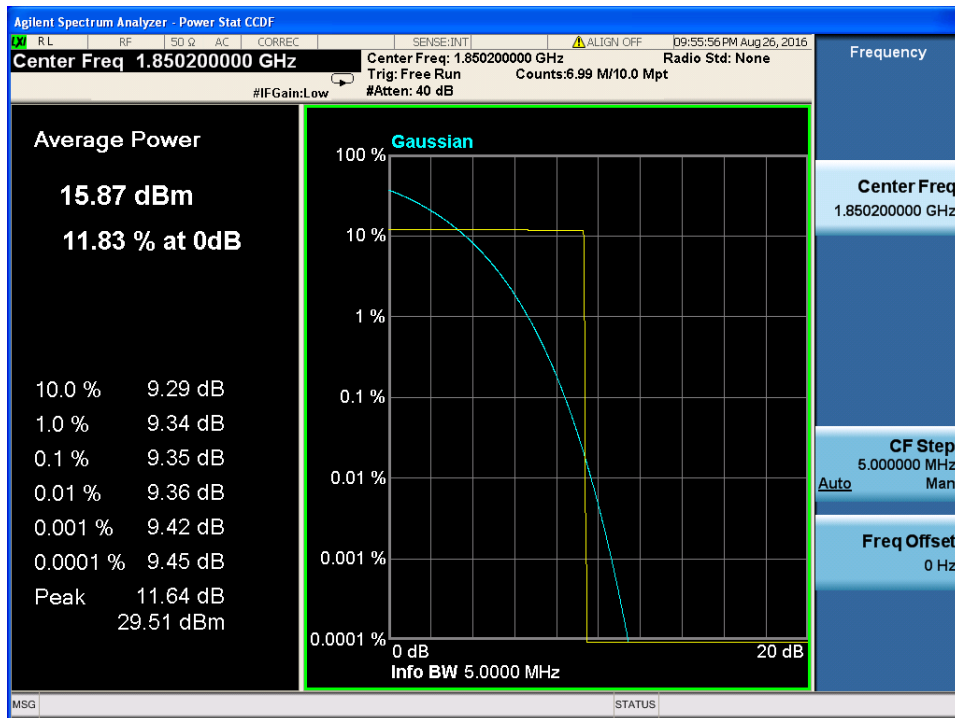 Agilent Spectrum Analyzer - Power Stat CCDF
LXI RL RF 50 Ω AC CORREC SENSE:INT ALIGN OFF 09:55:56 PM Aug 26, 2016
Center Freq 1.850200000 GHz
Center Freq: 1.850200000 GHz Radio Std: None
Trig: Free Run Counts:6.99 M/10.0 Mpt
#IFGain:Low #Atten: 40 dB
Frequency
Average Power
15.87 dBm
11.83 % at 0dB
10.0 % 9.29 dB
1.0 % 9.34 dB
0.1 % 9.35 dB
0.01 % 9.36 dB
0.001 % 9.42 dB
0.0001 % 9.45 dB
Peak 11.64 dB
29.51 dBm
Gaussian
100 %
10 %
1 %
0.1 %
0.01 %
0.001 %
0.0001 %
0 dB 20 dB
Info BW 5.0000 MHz
Center Freq
1.850200000 GHz
CF Step
5.000000 MHz
Auto Man
Freq Offset
0 Hz
MSG STATUS